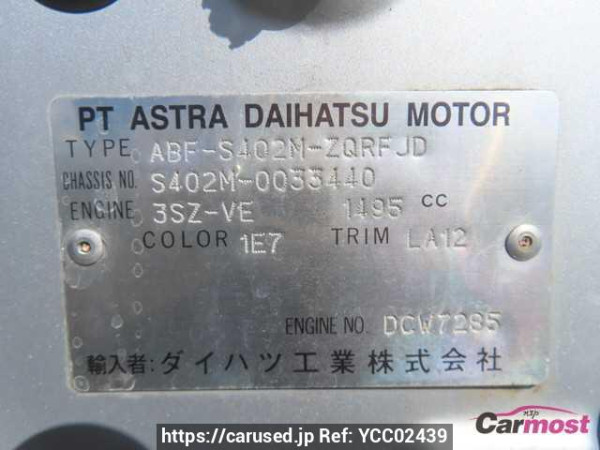 PT ASTRA DAIHATSU MOTOR
TYPE ABF-S402M-ZQRFJD
CHASSIS NO. S402M-0033440
ENGINE 3SZ-VE 1495 CC
COLOR 1E7 TRIM LA12
ENGINE NO. DCW7285
輸入者:ダイハツ工業株式会社
Carmost
https://carused.jp Ref: YCC02439